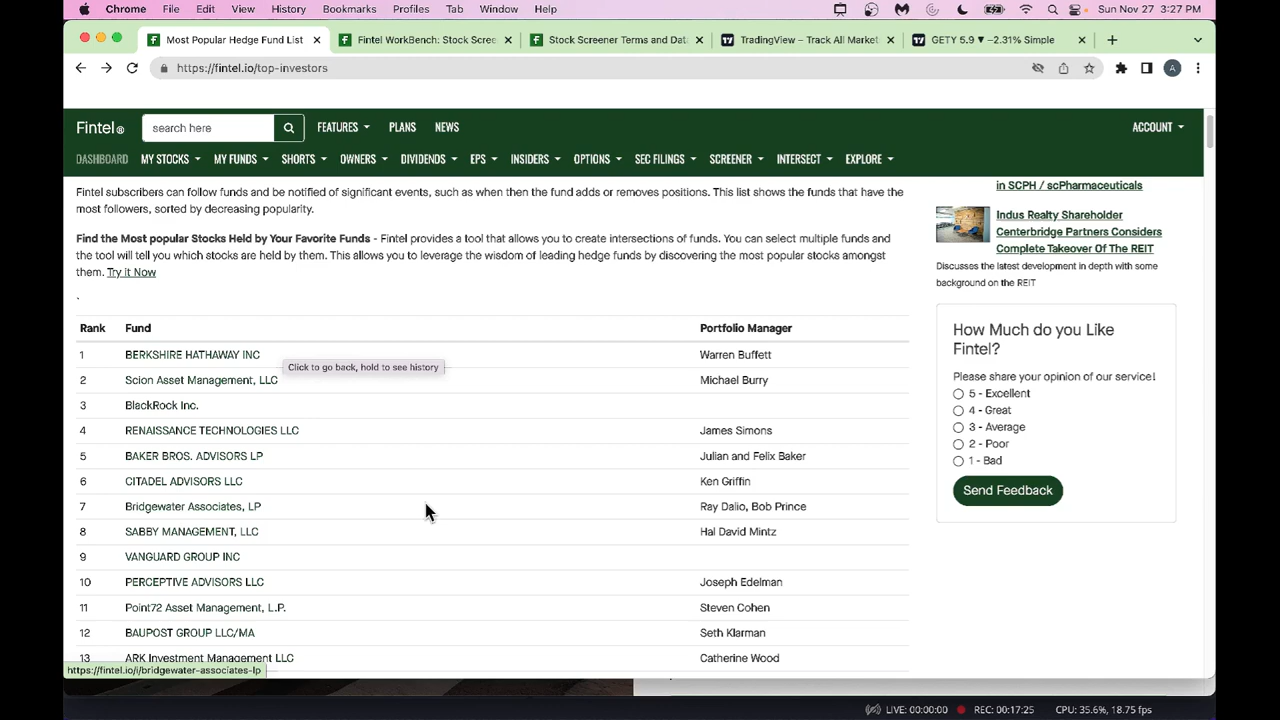 Chrome File Edit View History Bookmarks Profiles Tab Window Help Sun Nov 27 3:27 PM
Most Popular Hedge Fund List Fintel WorkBench: Stock Scree Stock Screener Terms and Data TradingView – Track All Market GETY 5.9 ▼ −2.31% Simple
https://fintel.io/top-investors A
Fintel® search here FEATURES PLANS NEWS ACCOUNT
DASHBOARD MY STOCKS MY FUNDS SHORTS OWNERS DIVIDENDS EPS INSIDERS OPTIONS SEC FILINGS SCREENER INTERSECT EXPLORE
Fintel subscribers can follow funds and be notified of significant events, such as when then the fund adds or removes positions. This list shows the funds that have the
most followers, sorted by decreasing popularity.
Find the Most popular Stocks Held by Your Favorite Funds - Fintel provides a tool that allows you to create intersections of funds. You can select multiple funds and
the tool will tell you which stocks are held by them. This allows you to leverage the wisdom of leading hedge funds by discovering the most popular stocks amongst
them. Try It Now
`
Rank Fund Portfolio Manager
1 BERKSHIRE HATHAWAY INC Warren Buffett
Click to go back, hold to see history
2 Scion Asset Management, LLC Michael Burry
3 BlackRock Inc.
4 RENAISSANCE TECHNOLOGIES LLC James Simons
5 BAKER BROS. ADVISORS LP Julian and Felix Baker
6 CITADEL ADVISORS LLC Ken Griffin
7 Bridgewater Associates, LP Ray Dalio, Bob Prince
8 SABBY MANAGEMENT, LLC Hal David Mintz
9 VANGUARD GROUP INC
10 PERCEPTIVE ADVISORS LLC Joseph Edelman
11 Point72 Asset Management, L.P. Steven Cohen
12 BAUPOST GROUP LLC/MA Seth Klarman
13 ARK Investment Management LLC Catherine Wood
in SCPH / scPharmaceuticals
Indus Realty Shareholder
Centerbridge Partners Considers
Complete Takeover Of The REIT
Discusses the latest development in depth with some
background on the REIT
How Much do you Like
Fintel?
Please share your opinion of our service!
5 - Excellent
4 - Great
3 - Average
2 - Poor
1 - Bad
Send Feedback
https://fintel.io/i/bridgewater-associates-lp
LIVE: 00:00:00 REC: 00:17:25 CPU: 35.6%, 18.75 fps